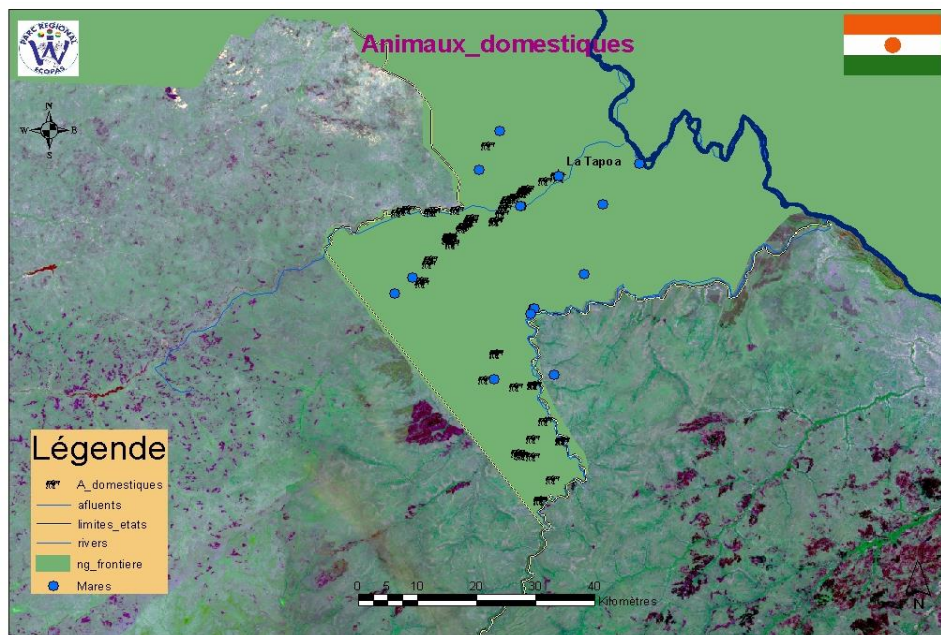 PARC REGIONAL
W
ECOPAS
Animaux_domestiques
N
W B
S
La Tapoa
Légende
A_domestiques
afluents
limites_etats
rivers
ng_frontiere
Mares
0 5 10 20 30 40
Kilomètres
N